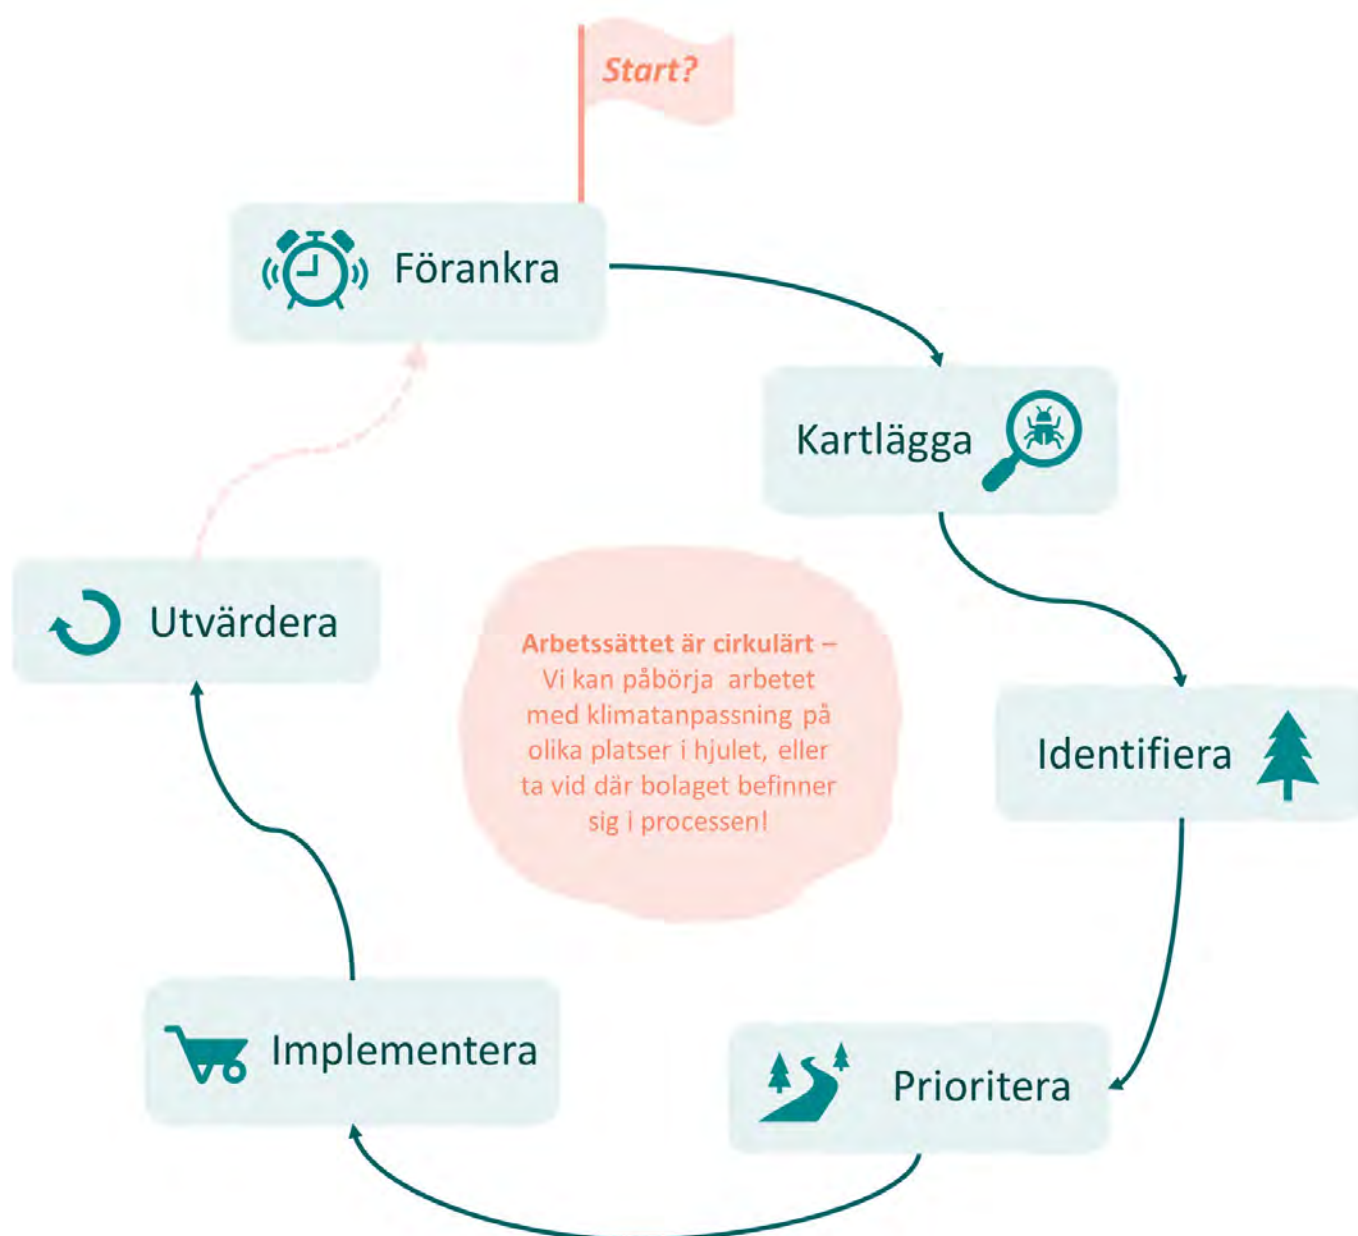 Start?
Förankra
Kartlägga
Identifiera
Prioritera
Implementera
Utvärdera
Arbetssättet är cirkulärt –
Vi kan påbörja arbetet
med klimatanpassning på
olika platser i hjulet, eller
ta vid där bolaget befinner
sig i processen!